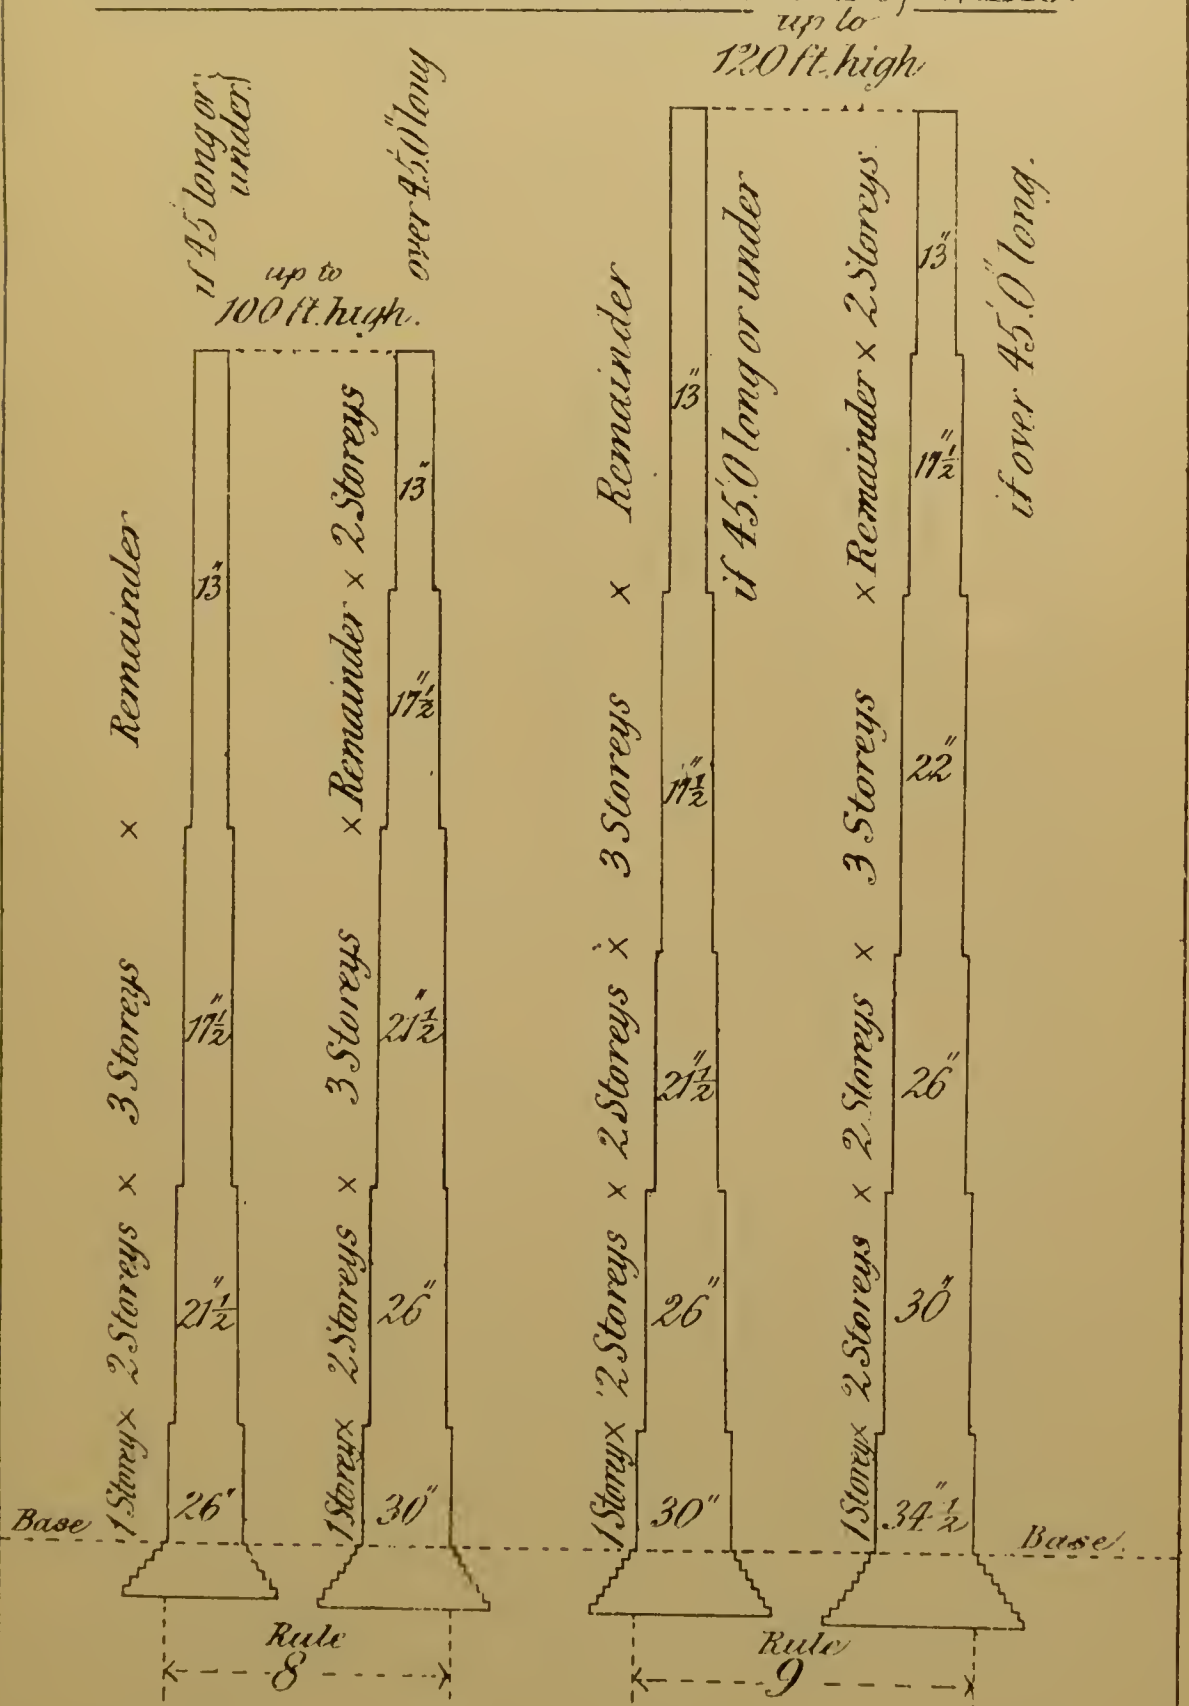 up to
120 ft. high
if 45' long or under.
over 45'.0" long
up to
100 ft. high.
1 Storey × 2 Storeys × 3 Storeys × Remainder
13"
17½"
21½"
26"
1 Storey × 2 Storeys × 3 Storeys × Remainder × 2 Storeys
13"
17½"
21½"
26"
30"
1 Storey × 2 Storeys × 2 Storeys × 3 Storeys × Remainder
13"
17½"
21½"
26"
30"
if 45'.0 long or under
1 Storey × 2 Storeys × 2 Storeys × 3 Storeys × Remainder × 2 Storeys.
13"
17½"
22"
26"
30"
34"½
if over 45'.0" long.
Base
Base.
Rule
8
Rule
9